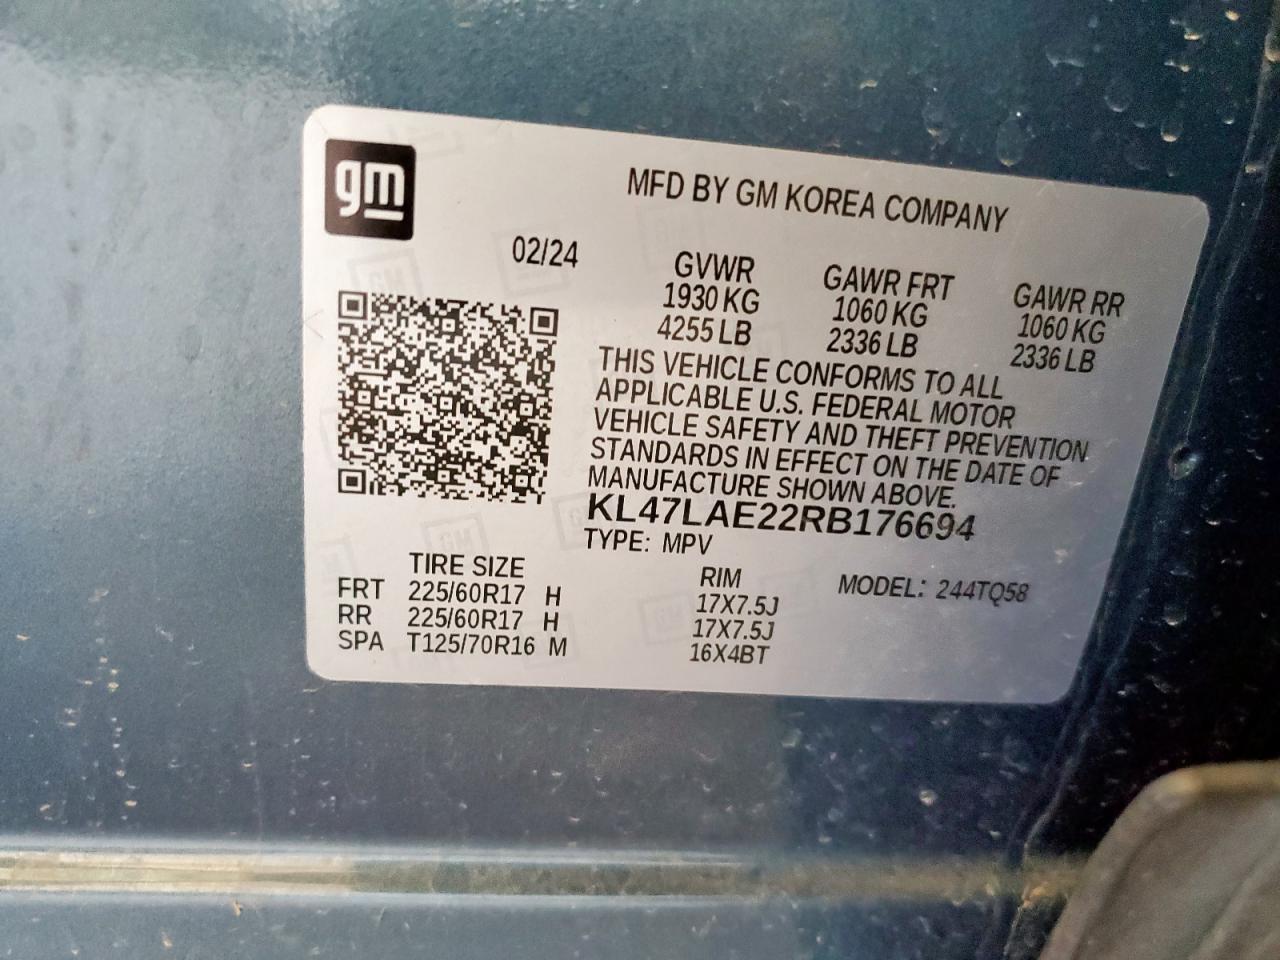 gm
MFD BY GM KOREA COMPANY
02/24
GVWR GAWR FRT GAWR RR
1930 KG 1060 KG 1060 KG
4255 LB 2336 LB 2336 LB
THIS VEHICLE CONFORMS TO ALL
APPLICABLE U.S. FEDERAL MOTOR
VEHICLE SAFETY AND THEFT PREVENTION
STANDARDS IN EFFECT ON THE DATE OF
MANUFACTURE SHOWN ABOVE.
KL47LAE22RB176694
TYPE: MPV
TIRE SIZE RIM MODEL: 244TQ58
FRT 225/60R17 H 17X7.5J
RR 225/60R17 H 17X7.5J
SPA T125/70R16 M 16X4BT